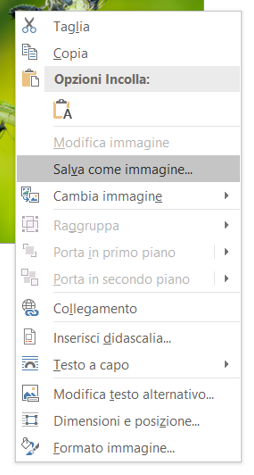 Taglia
Copia
Opzioni Incolla:
A
Modifica immagine
Salva come immagine...
Cambia immagine
Raggruppa
Porta in primo piano
Porta in secondo piano
Collegamento
Inserisci didascalia...
Testo a capo
Modifica testo alternativo...
Dimensioni e posizione...
Formato immagine...